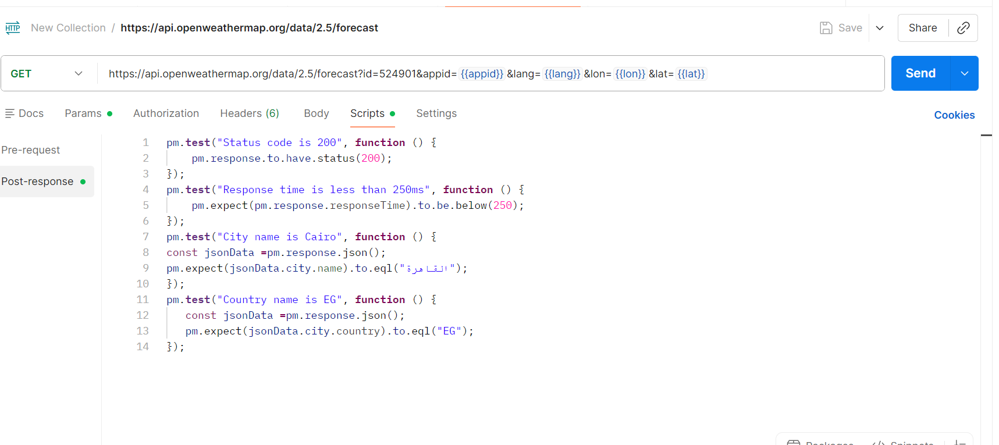 HTTP New Collection / https://api.openweathermap.org/data/2.5/forecast Save Share
GET https://api.openweathermap.org/data/2.5/forecast?id=524901&appid={{appid}}&lang={{lang}}&lon={{lon}}&lat={{lat}} Send
Docs Params Authorization Headers (6) Body Scripts Settings Cookies
Pre-request
Post-response
1 pm.test("Status code is 200", function () {
2 pm.response.to.have.status(200);
3 });
4 pm.test("Response time is less than 250ms", function () {
5 pm.expect(pm.response.responseTime).to.be.below(250);
6 });
7 pm.test("City name is Cairo", function () {
8 const jsonData =pm.response.json();
9 pm.expect(jsonData.city.name).to.eql("القاهرة");
10 });
11 pm.test("Country name is EG", function () {
12 const jsonData =pm.response.json();
13 pm.expect(jsonData.city.country).to.eql("EG");
14 });
Packages </> Snippets